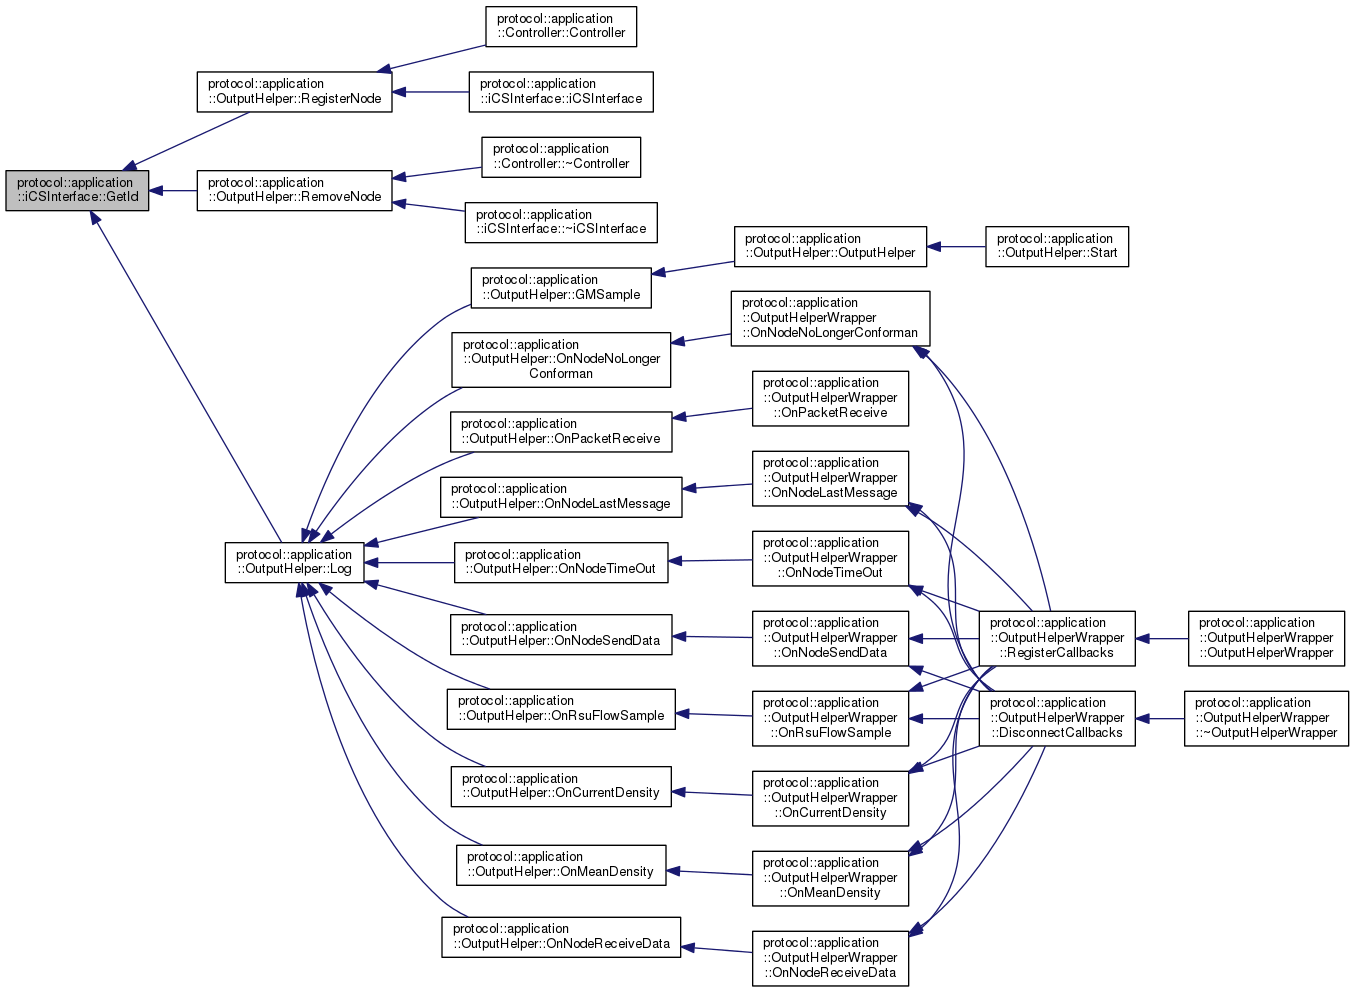 protocol::application
::iCSInterface::GetId
protocol::application
::OutputHelper::RegisterNode
protocol::application
::Controller::Controller
protocol::application
::iCSInterface::iCSInterface
protocol::application
::OutputHelper::RemoveNode
protocol::application
::Controller::~Controller
protocol::application
::iCSInterface::~iCSInterface
protocol::application
::OutputHelper::Log
protocol::application
::OutputHelper::GMSample
protocol::application
::OutputHelper::OutputHelper
protocol::application
::OutputHelper::Start
protocol::application
::OutputHelper::OnNodeNoLonger
Conforman
protocol::application
::OutputHelperWrapper
::OnNodeNoLongerConforman
protocol::application
::OutputHelper::OnPacketReceive
protocol::application
::OutputHelperWrapper
::OnPacketReceive
protocol::application
::OutputHelper::OnNodeLastMessage
protocol::application
::OutputHelperWrapper
::OnNodeLastMessage
protocol::application
::OutputHelper::OnNodeTimeOut
protocol::application
::OutputHelperWrapper
::OnNodeTimeOut
protocol::application
::OutputHelper::OnNodeSendData
protocol::application
::OutputHelperWrapper
::OnNodeSendData
protocol::application
::OutputHelperWrapper
::RegisterCallbacks
protocol::application
::OutputHelperWrapper
::OutputHelperWrapper
protocol::application
::OutputHelper::OnRsuFlowSample
protocol::application
::OutputHelperWrapper
::OnRsuFlowSample
protocol::application
::OutputHelperWrapper
::DisconnectCallbacks
protocol::application
::OutputHelperWrapper
::~OutputHelperWrapper
protocol::application
::OutputHelper::OnCurrentDensity
protocol::application
::OutputHelperWrapper
::OnCurrentDensity
protocol::application
::OutputHelper::OnMeanDensity
protocol::application
::OutputHelperWrapper
::OnMeanDensity
protocol::application
::OutputHelper::OnNodeReceiveData
protocol::application
::OutputHelperWrapper
::OnNodeReceiveData